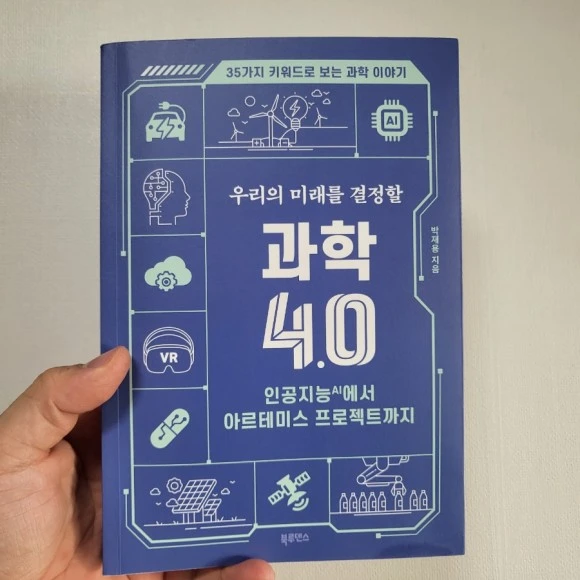 35가지 키워드로 보는 과학 이야기
AI
우리의 미래를 결정할
과학
4.0
박재용 지음
VR
인공지능AI에서
아르테미스 프로젝트까지
북루덴스